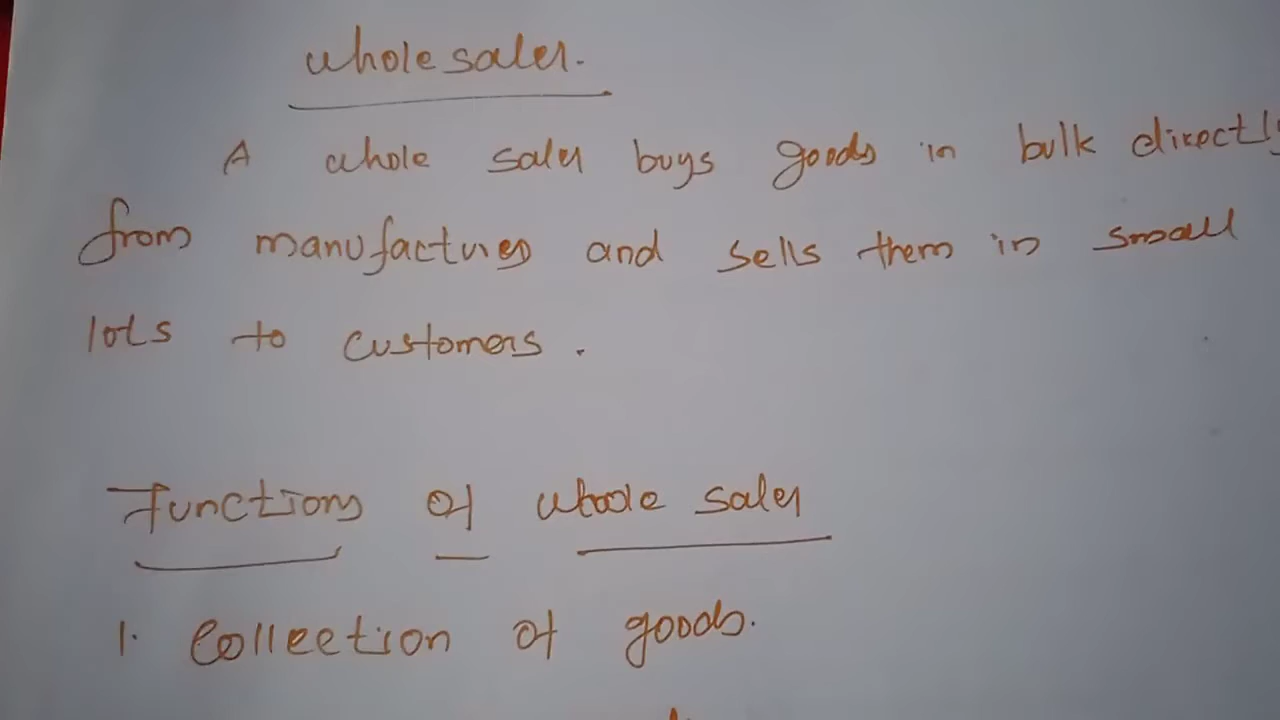 wholesaler.
A whole saler buys goods in bulk directly
from manufactures and sells them in small
lots to customers.
Functions of whole saler
1. Collection of goods.